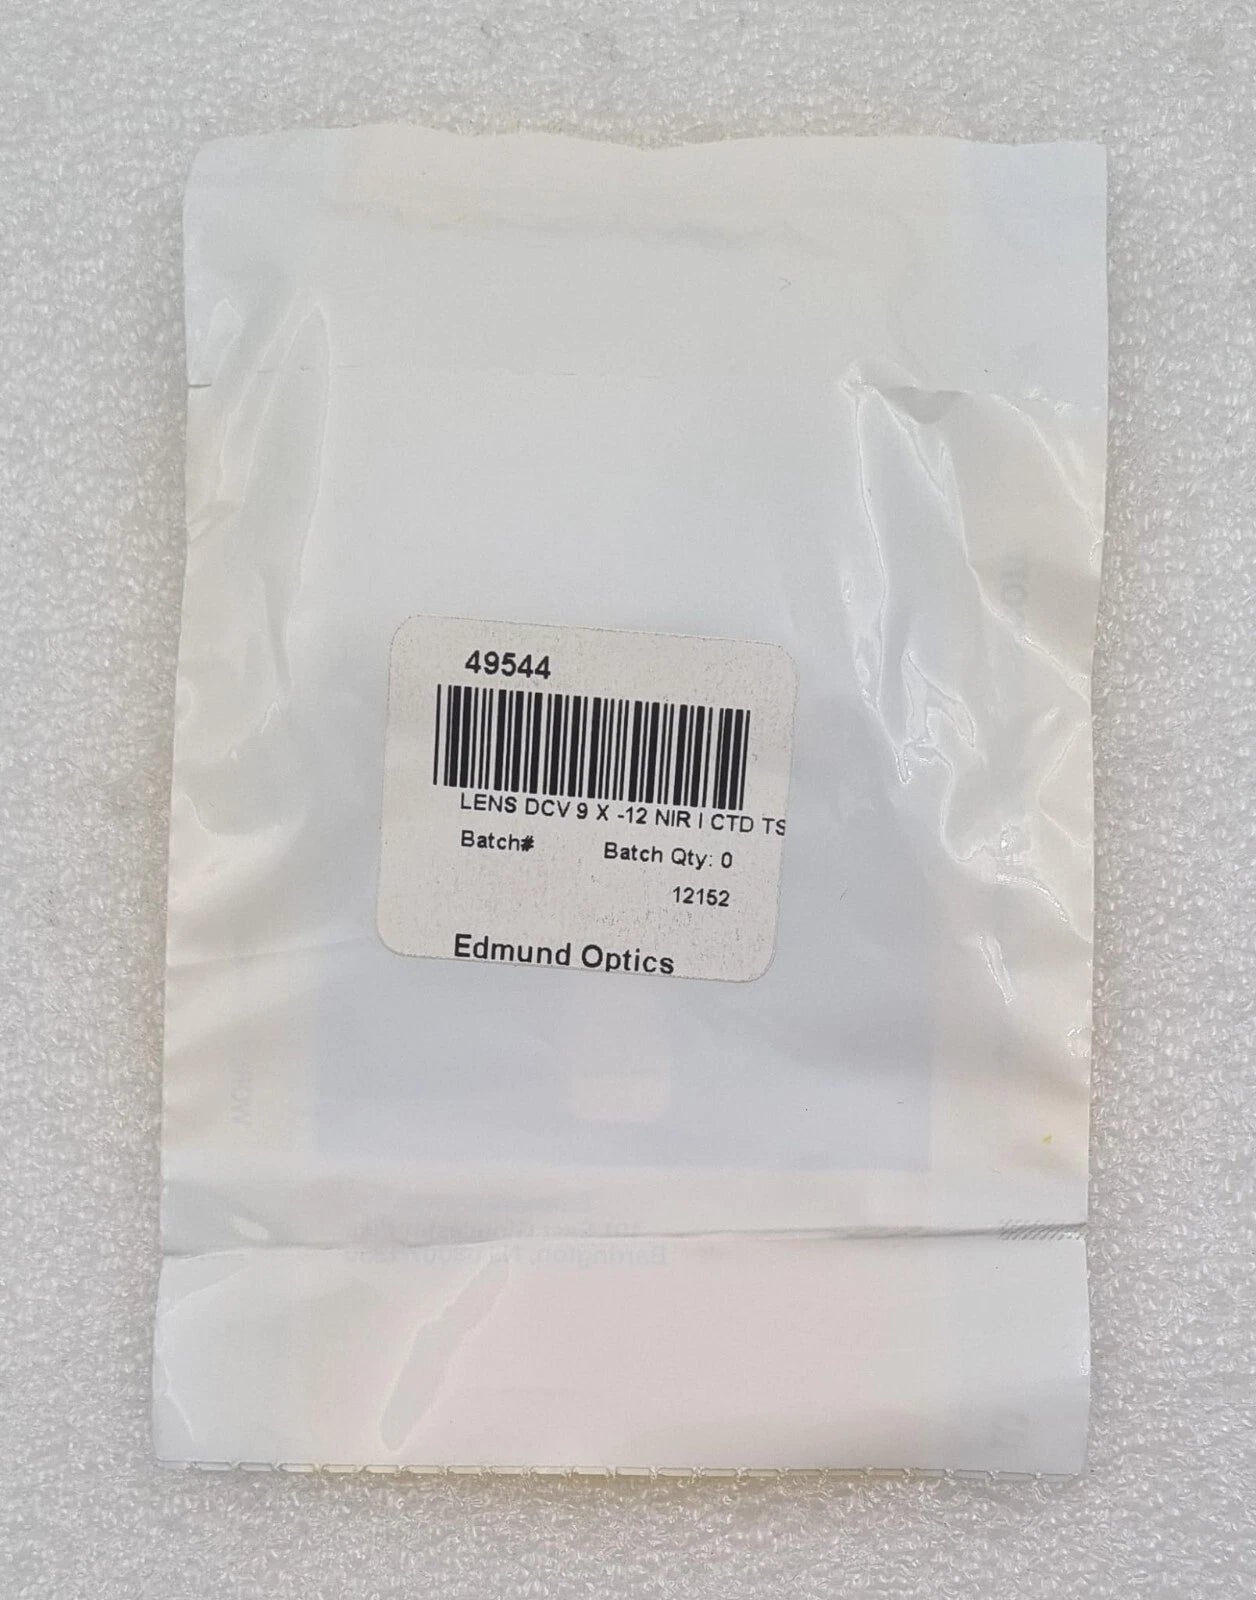 49544
LENS DCV 9 X -12 NIR I CTD TS
Batch# Batch Qty: 0
12152
Edmund Optics